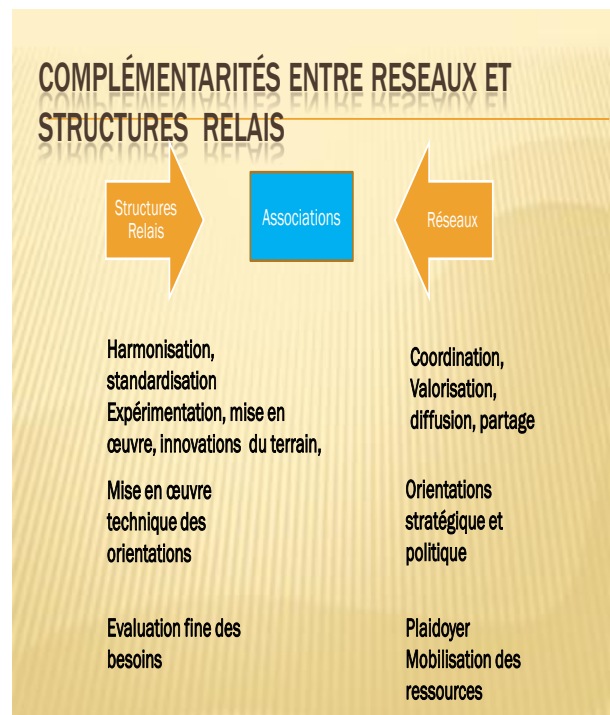 COMPLÉMENTARITÉS ENTRE RESEAUX ET
STRUCTURES RELAIS
Structures
Relais
Associations
Réseaux
Harmonisation,
standardisation
Expérimentation, mise en
œuvre, innovations du terrain,
Coordination,
Valorisation,
diffusion, partage
Mise en œuvre
technique des
orientations
Orientations
stratégique et
politique
Evaluation fine des
besoins
Plaidoyer
Mobilisation des
ressources